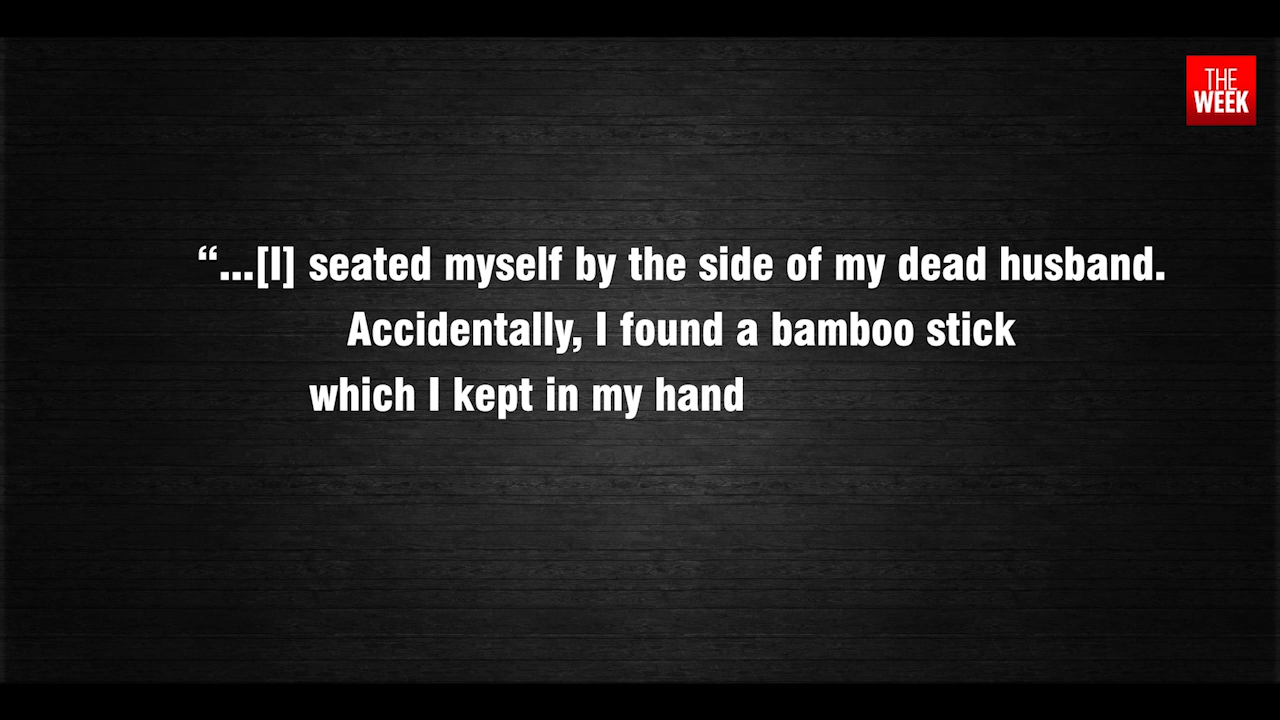 THE
WEEK
“...[I] seated myself by the side of my dead husband.
Accidentally, I found a bamboo stick
which I kept in my hand